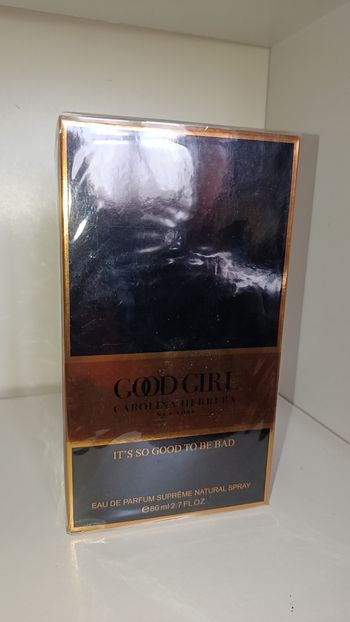 GOOD GIRL
CAROLINA HERRERA
NEW YORK
IT'S SO GOOD TO BE BAD
EAU DE PARFUM SUPRÊME NATURAL SPRAY
℮80 ml 2.7 FL OZ